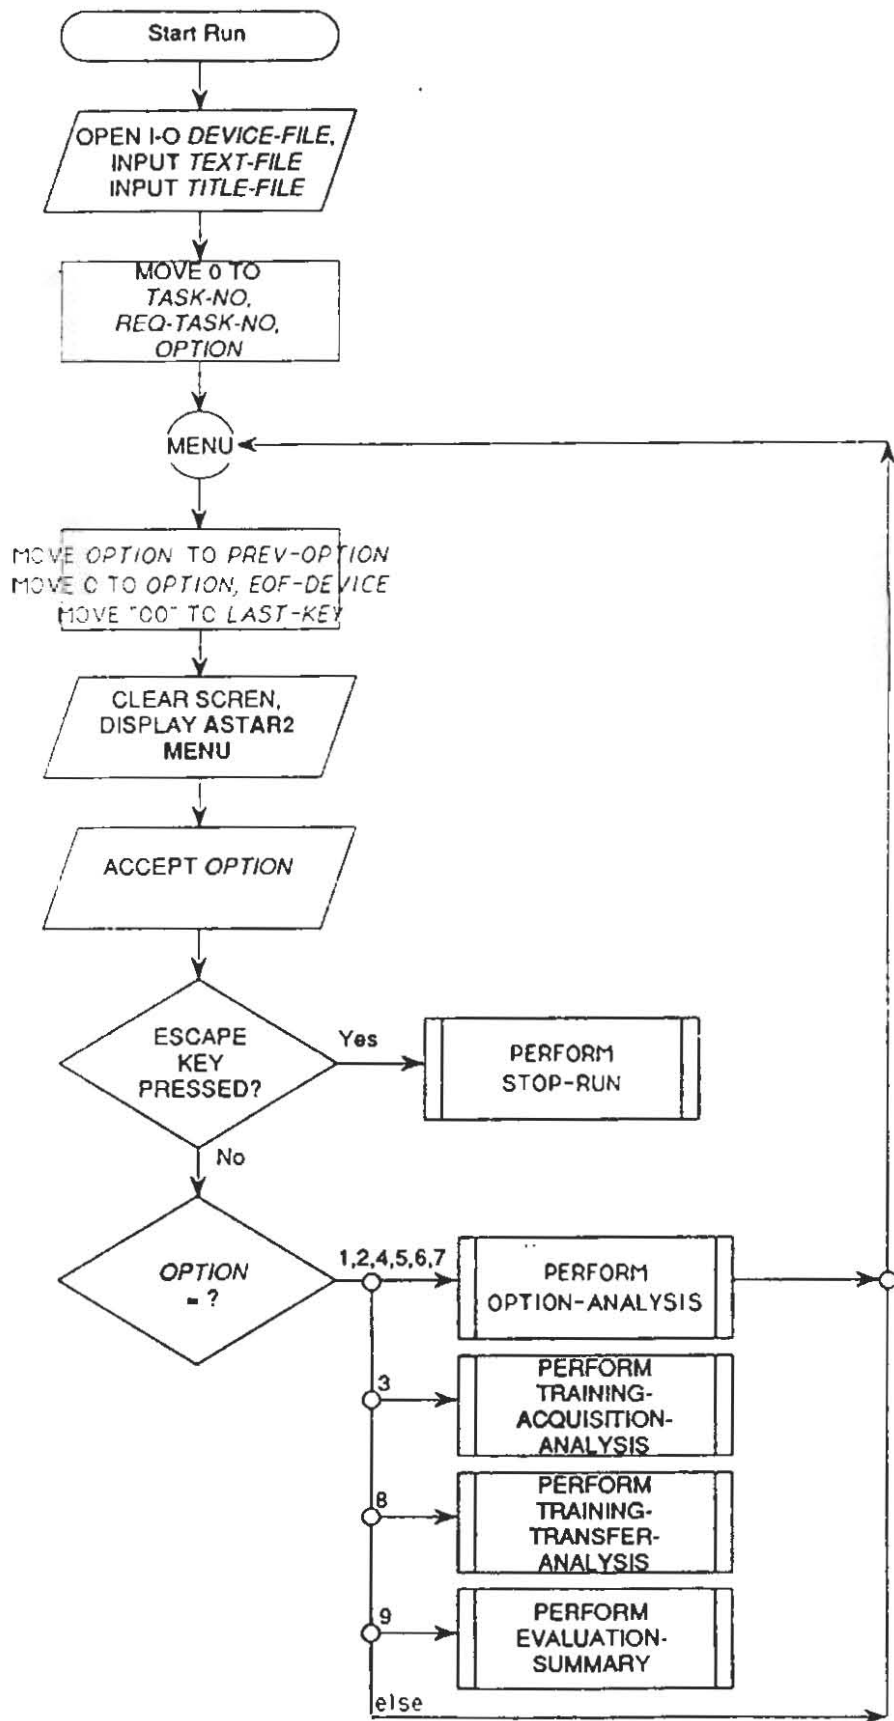 Start Run
OPEN I-O DEVICE-FILE,
INPUT TEXT-FILE
INPUT TITLE-FILE
MOVE 0 TO
TASK-NO,
REQ-TASK-NO,
OPTION
MENU
MOVE OPTION TO PREV-OPTION
MOVE 0 TO OPTION, EOF-DEVICE
MOVE "00" TO LAST-KEY
CLEAR SCREN,
DISPLAY ASTAR2
MENU
ACCEPT OPTION
ESCAPE
KEY
PRESSED?
Yes
PERFORM
STOP-RUN
No
OPTION
= ?
1,2,4,5,6,7
PERFORM
OPTION-ANALYSIS
3
PERFORM
TRAINING-
ACQUISITION-
ANALYSIS
8
PERFORM
TRAINING-
TRANSFER-
ANALYSIS
9
PERFORM
EVALUATION-
SUMMARY
else